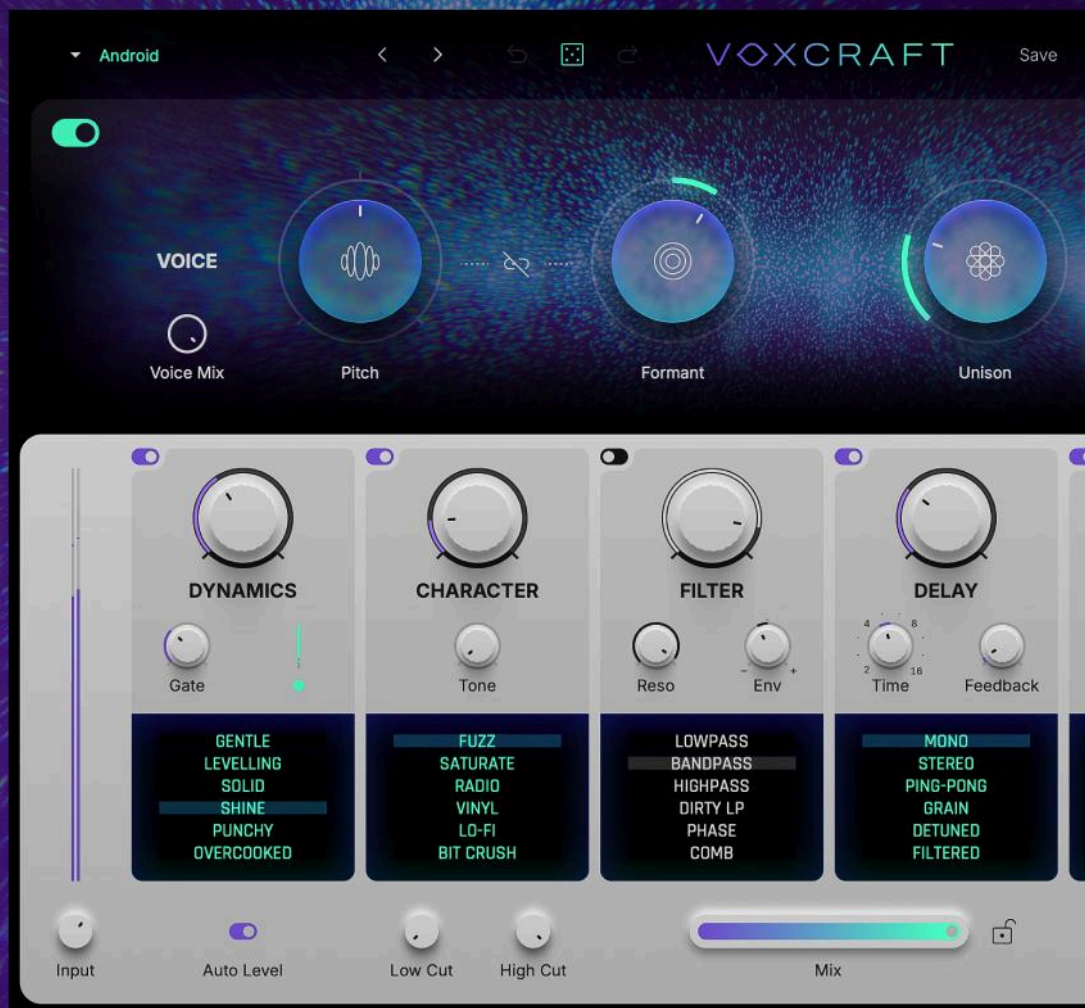 Android
VOXCRAFT
Save
VOICE
Voice Mix
Pitch
Formant
Unison
DYNAMICS
CHARACTER
FILTER
DELAY
4 8
2 16
Gate
Tone
Reso
- +
Env
Time
Feedback
GENTLE
LEVELLING
SOLID
SHINE
PUNCHY
OVERCOOKED
FUZZ
SATURATE
RADIO
VINYL
LO-FI
BIT CRUSH
LOWPASS
BANDPASS
HIGHPASS
DIRTY LP
PHASE
COMB
MONO
STEREO
PING-PONG
GRAIN
DETUNED
FILTERED
Input
Auto Level
Low Cut
High Cut
Mix